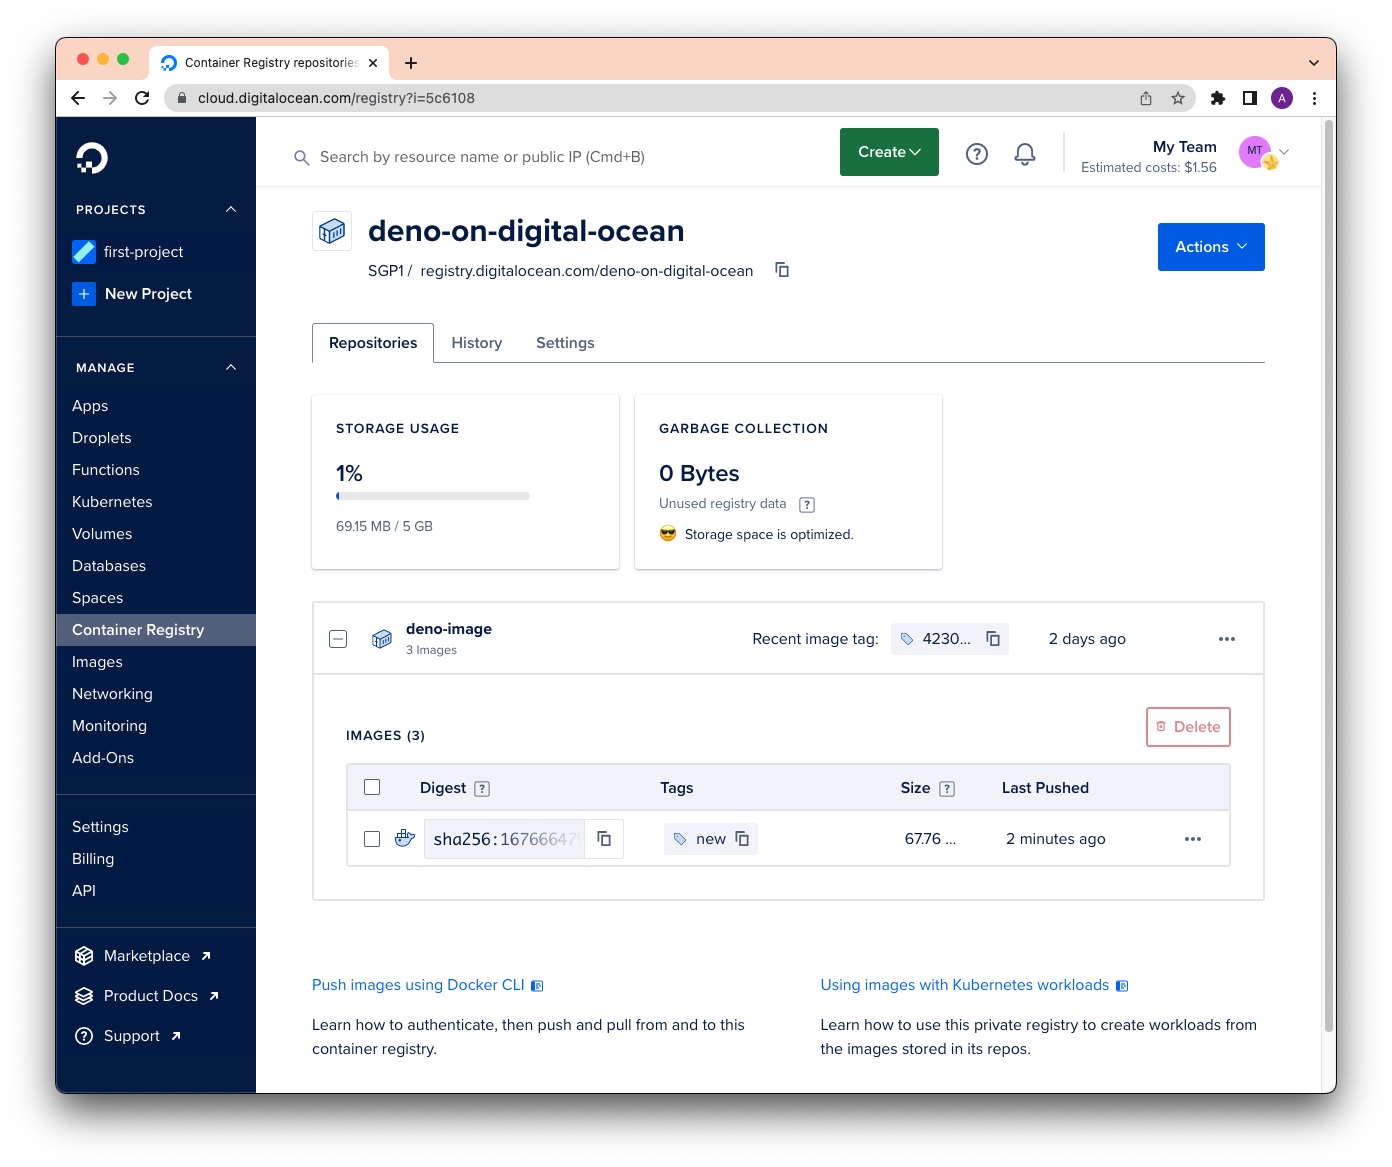 Container Registry repositories
cloud.digitalocean.com/registry?i=5c6108
A
Search by resource name or public IP (Cmd+B)
Create
My Team
Estimated costs: $1.56
MT
PROJECTS
first-project
New Project
MANAGE
Apps
Droplets
Functions
Kubernetes
Volumes
Databases
Spaces
Container Registry
Images
Networking
Monitoring
Add-Ons
Settings
Billing
API
Marketplace
Product Docs
Support
deno-on-digital-ocean
SGP1 / registry.digitalocean.com/deno-on-digital-ocean
Actions
Repositories History Settings
STORAGE USAGE
1%
69.15 MB / 5 GB
GARBAGE COLLECTION
0 Bytes
Unused registry data ?
Storage space is optimized.
deno-image
3 Images
Recent image tag: 4230... 2 days ago
IMAGES (3)
Delete
Digest ? Tags Size ? Last Pushed
sha256:167666479 new 67.76 ... 2 minutes ago
Push images using Docker CLI
Learn how to authenticate, then push and pull from and to this
container registry.
Using images with Kubernetes workloads
Learn how to use this private registry to create workloads from
the images stored in its repos.